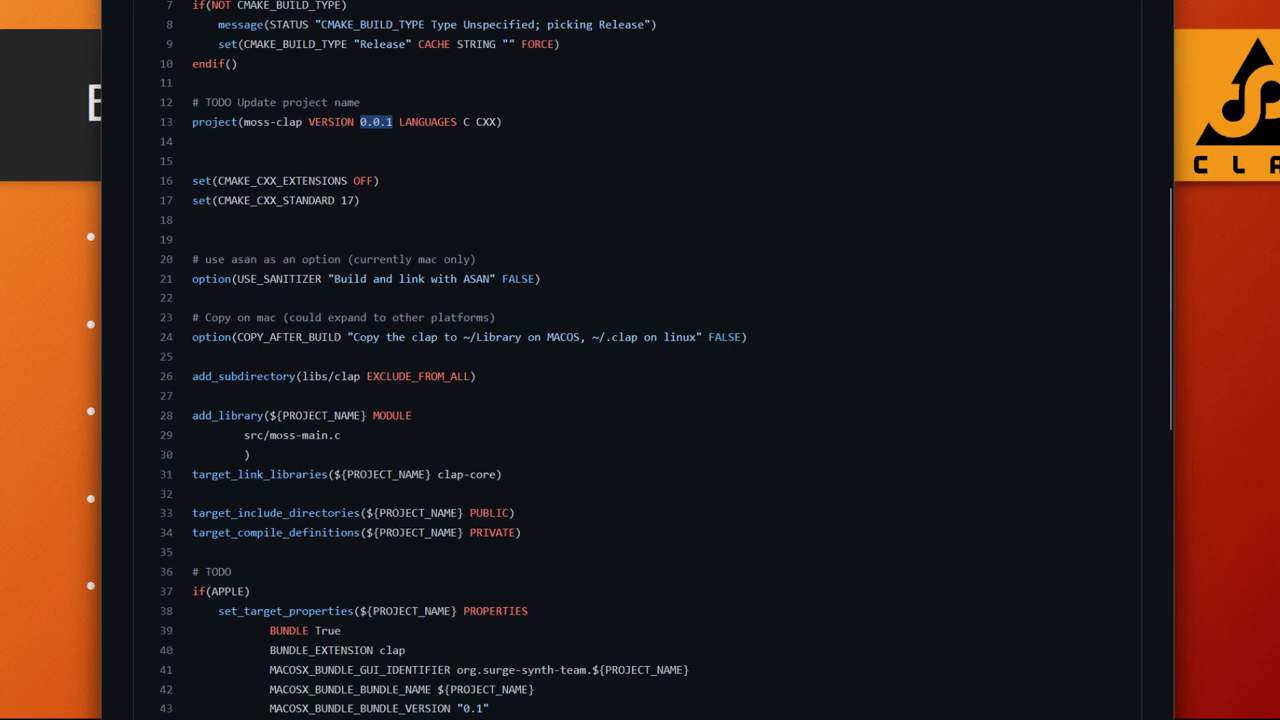 7 if(NOT CMAKE_BUILD_TYPE)
8 message(STATUS "CMAKE_BUILD_TYPE Type Unspecified; picking Release")
9 set(CMAKE_BUILD_TYPE "Release" CACHE STRING "" FORCE)
10 endif()
11
12 # TODO Update project name
13 project(moss-clap VERSION 0.0.1 LANGUAGES C CXX)
14
15
16 set(CMAKE_CXX_EXTENSIONS OFF)
17 set(CMAKE_CXX_STANDARD 17)
18
19
20 # use asan as an option (currently mac only)
21 option(USE_SANITIZER "Build and link with ASAN" FALSE)
22
23 # Copy on mac (could expand to other platforms)
24 option(COPY_AFTER_BUILD "Copy the clap to ~/Library on MACOS, ~/.clap on linux" FALSE)
25
26 add_subdirectory(libs/clap EXCLUDE_FROM_ALL)
27
28 add_library(${PROJECT_NAME} MODULE
29 src/moss-main.c
30 )
31 target_link_libraries(${PROJECT_NAME} clap-core)
32
33 target_include_directories(${PROJECT_NAME} PUBLIC)
34 target_compile_definitions(${PROJECT_NAME} PRIVATE)
35
36 # TODO
37 if(APPLE)
38 set_target_properties(${PROJECT_NAME} PROPERTIES
39 BUNDLE True
40 BUNDLE_EXTENSION clap
41 MACOSX_BUNDLE_GUI_IDENTIFIER org.surge-synth-team.${PROJECT_NAME}
42 MACOSX_BUNDLE_BUNDLE_NAME ${PROJECT_NAME}
43 MACOSX_BUNDLE_BUNDLE_VERSION "0.1"
CLA